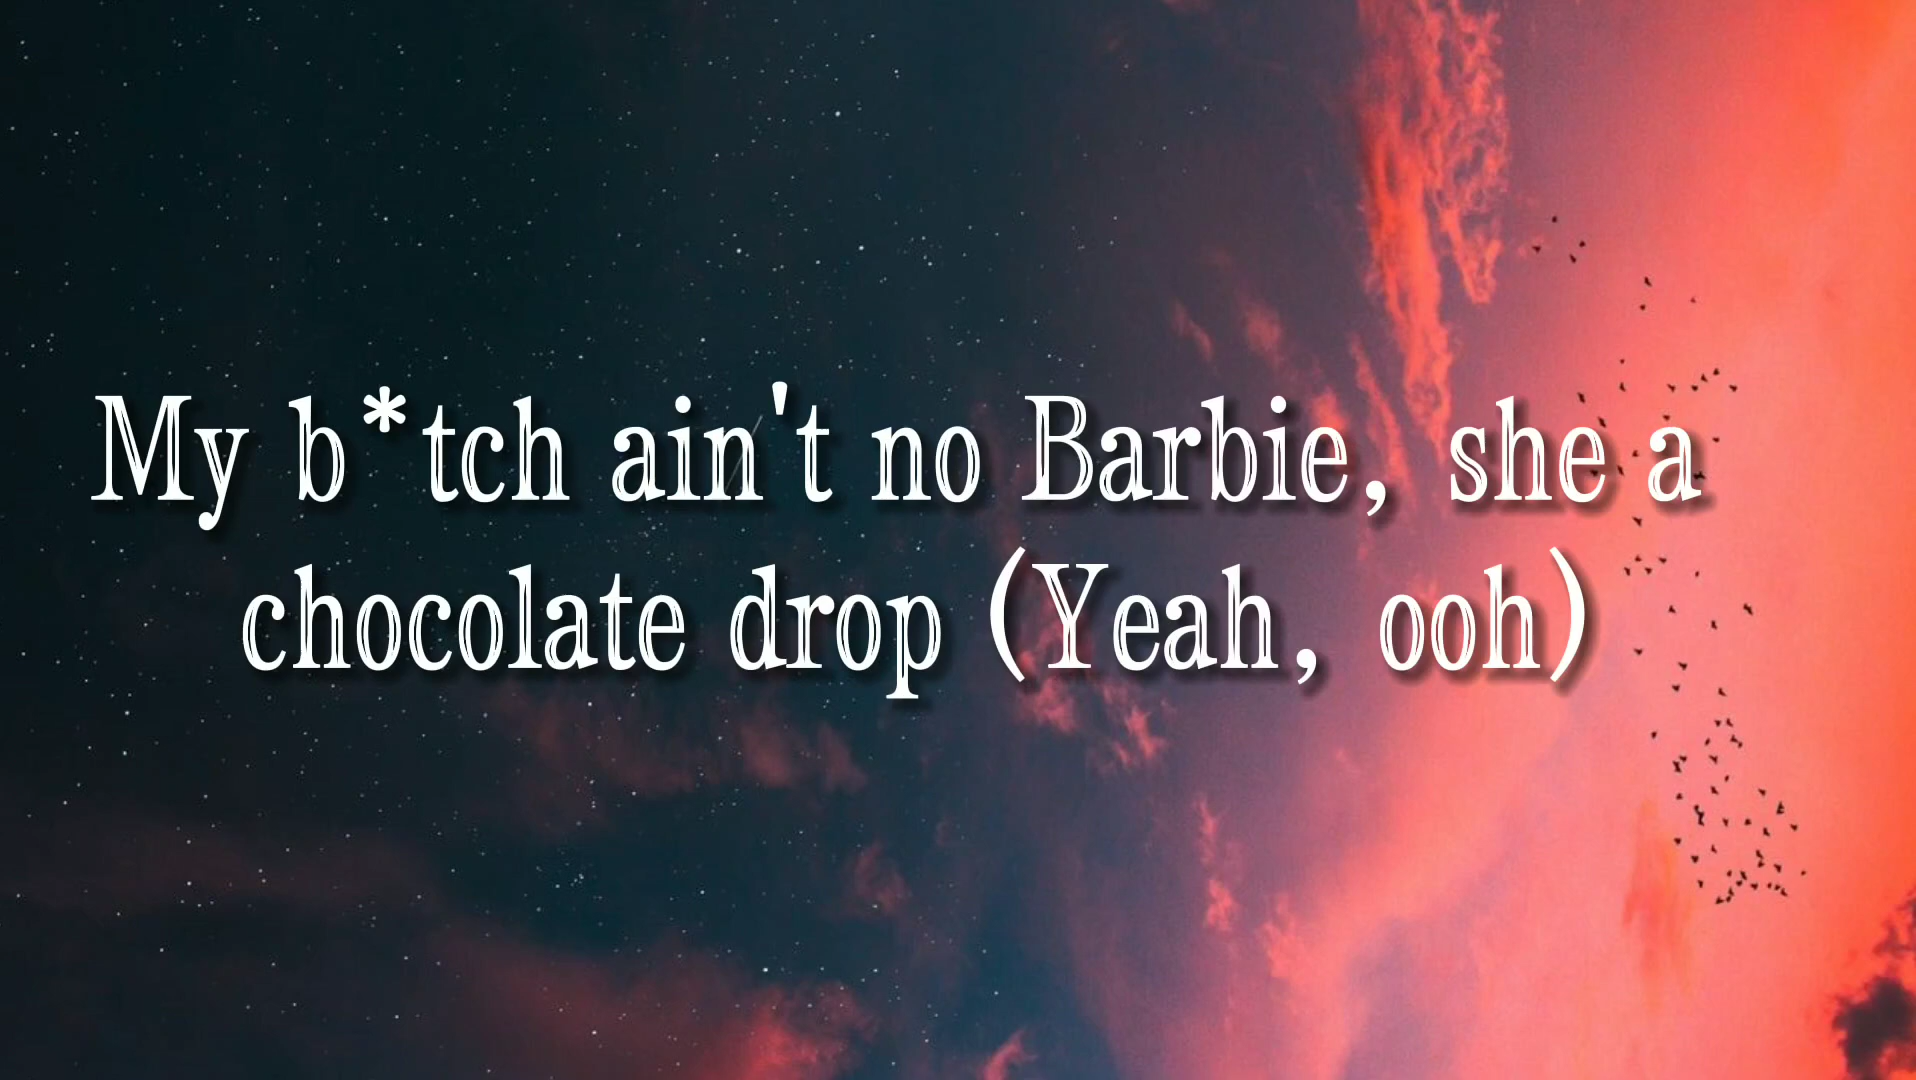 My b*tch ain't no Barbie, she a
chocolate drop (Yeah, ooh)